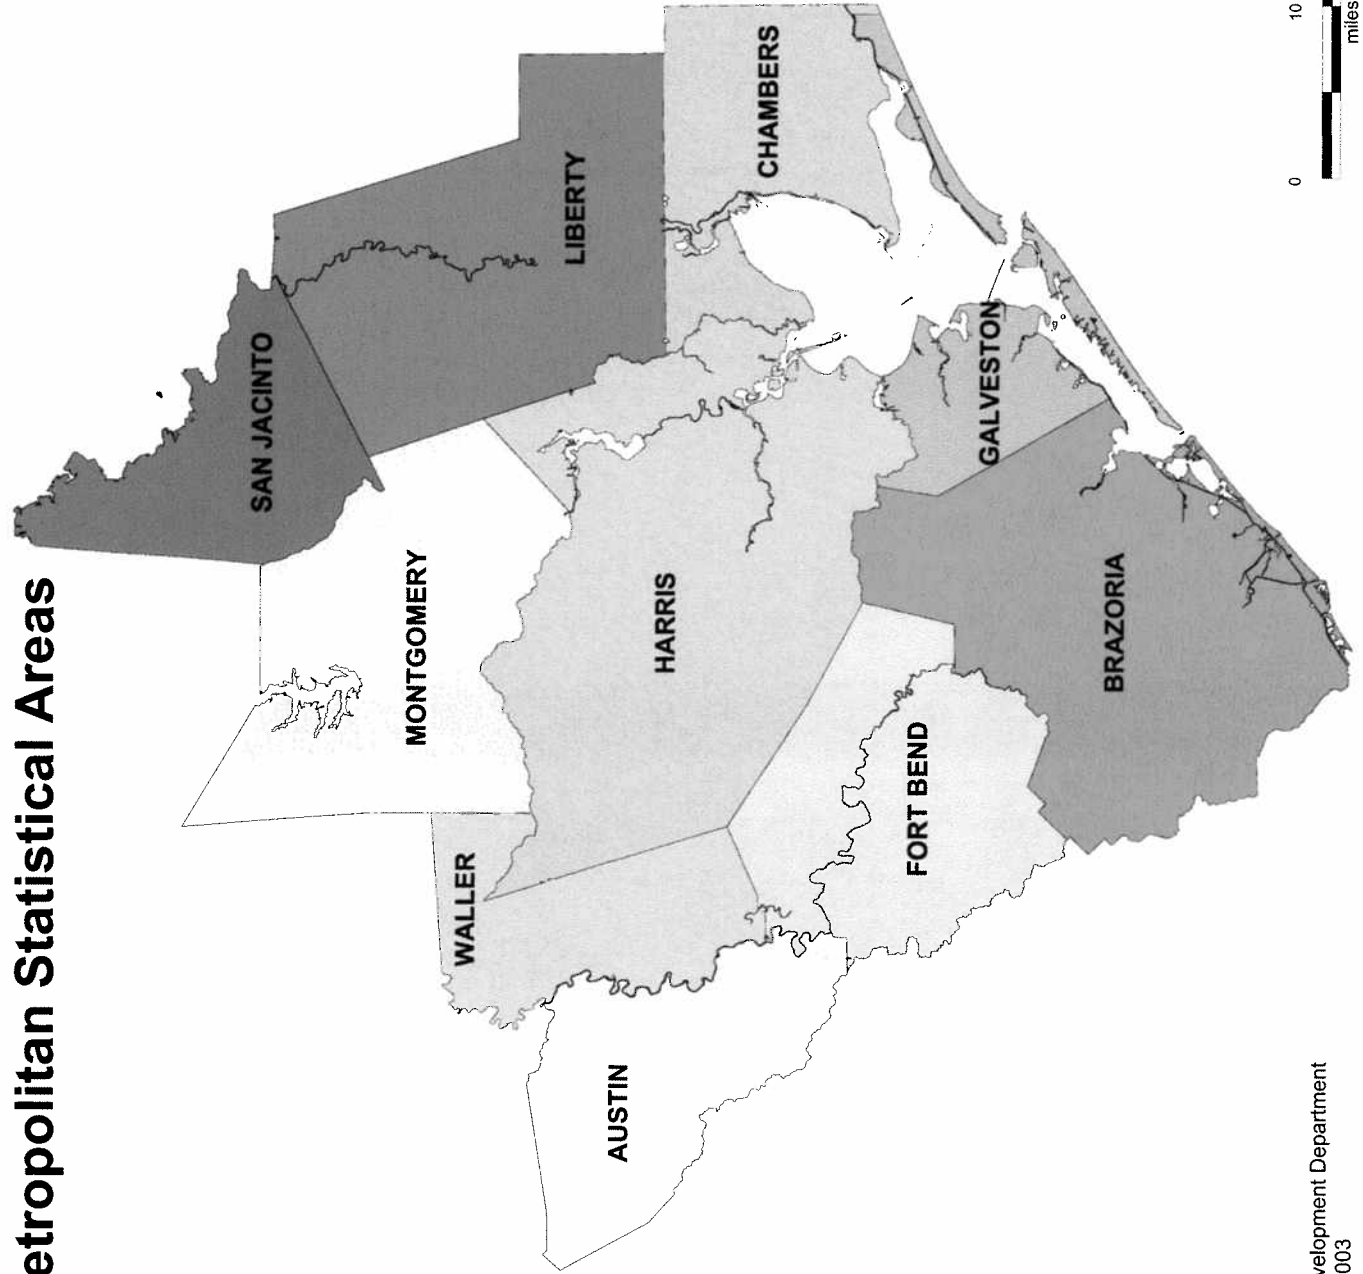 etropolitan Statistical Areas
SAN JACINTO
MONTGOMERY
LIBERTY
WALLER
HARRIS
CHAMBERS
AUSTIN
FORT BEND
GALVESTON
BRAZORIA
0 10
miles
velopment Department
003